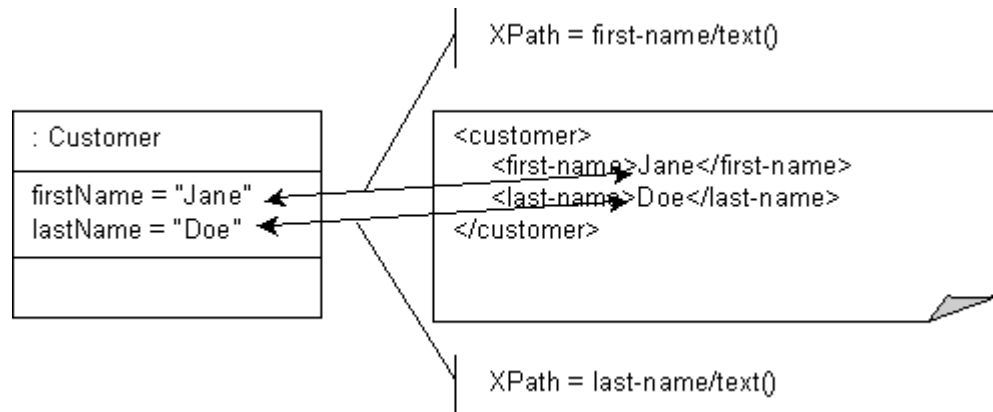 XPath = first-name/text()
: Customer
firstName = "Jane"
lastName = "Doe"
<customer>
<first-name>Jane</first-name>
<last-name>Doe</last-name>
</customer>
XPath = last-name/text()